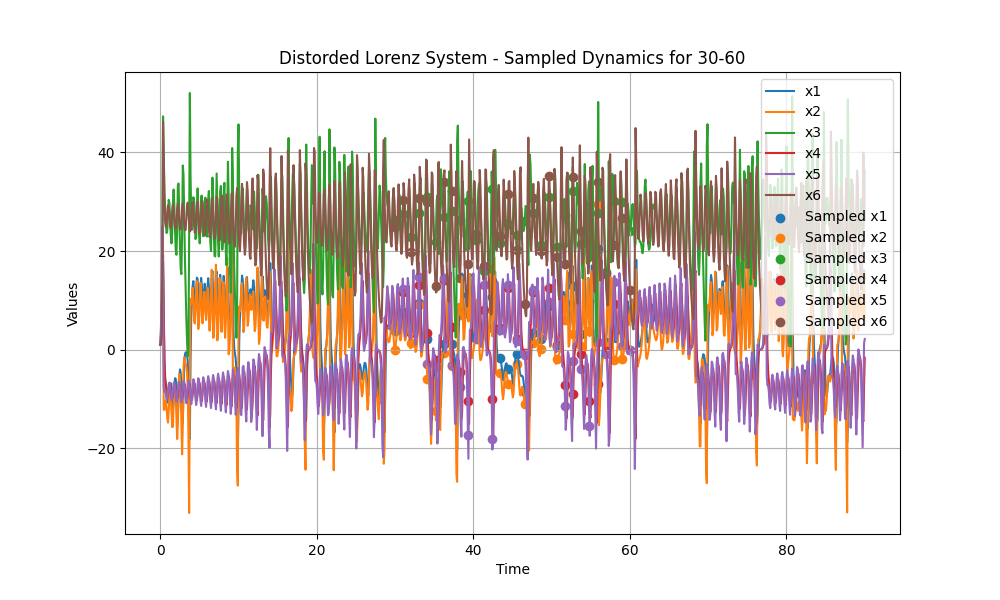 Distorded Lorenz System - Sampled Dynamics for 30-60
x1
x2
x3
x4
x5
x6
Sampled x1
Sampled x2
Sampled x3
Sampled x4
Sampled x5
Sampled x6
40
20
0
−20
Values
0
20
40
60
80
Time